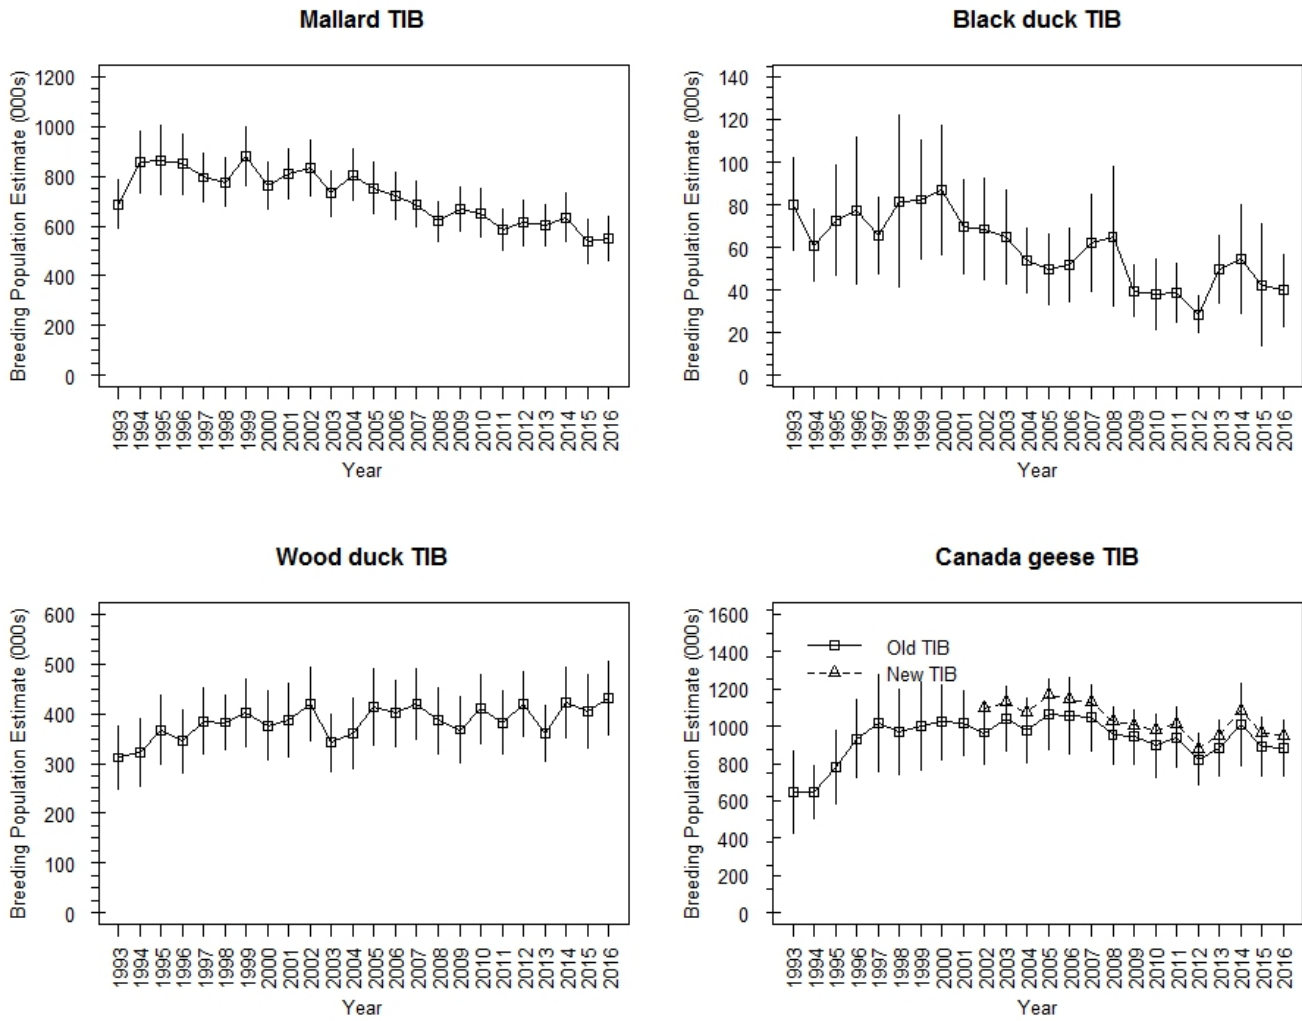 Mallard TIB
Breeding Population Estimate (000s)
1200
1000
800
600
400
200
0
1993 1994 1995 1996 1997 1998 1999 2000 2001 2002 2003 2004 2005 2006 2007 2008 2009 2010 2011 2012 2013 2014 2015 2016
Year
Black duck TIB
Breeding Population Estimate (000s)
140
120
100
80
60
40
20
0
1993 1994 1995 1996 1997 1998 1999 2000 2001 2002 2003 2004 2005 2006 2007 2008 2009 2010 2011 2012 2013 2014 2015 2016
Year
Wood duck TIB
Breeding Population Estimate (000s)
600
500
400
300
200
100
0
1993 1994 1995 1996 1997 1998 1999 2000 2001 2002 2003 2004 2005 2006 2007 2008 2009 2010 2011 2012 2013 2014 2015 2016
Year
Canada geese TIB
Breeding Population Estimate (000s)
1600
1400
1200
1000
800
600
400
200
0
Old TIB
New TIB
1993 1994 1995 1996 1997 1998 1999 2000 2001 2002 2003 2004 2005 2006 2007 2008 2009 2010 2011 2012 2013 2014 2015 2016
Year